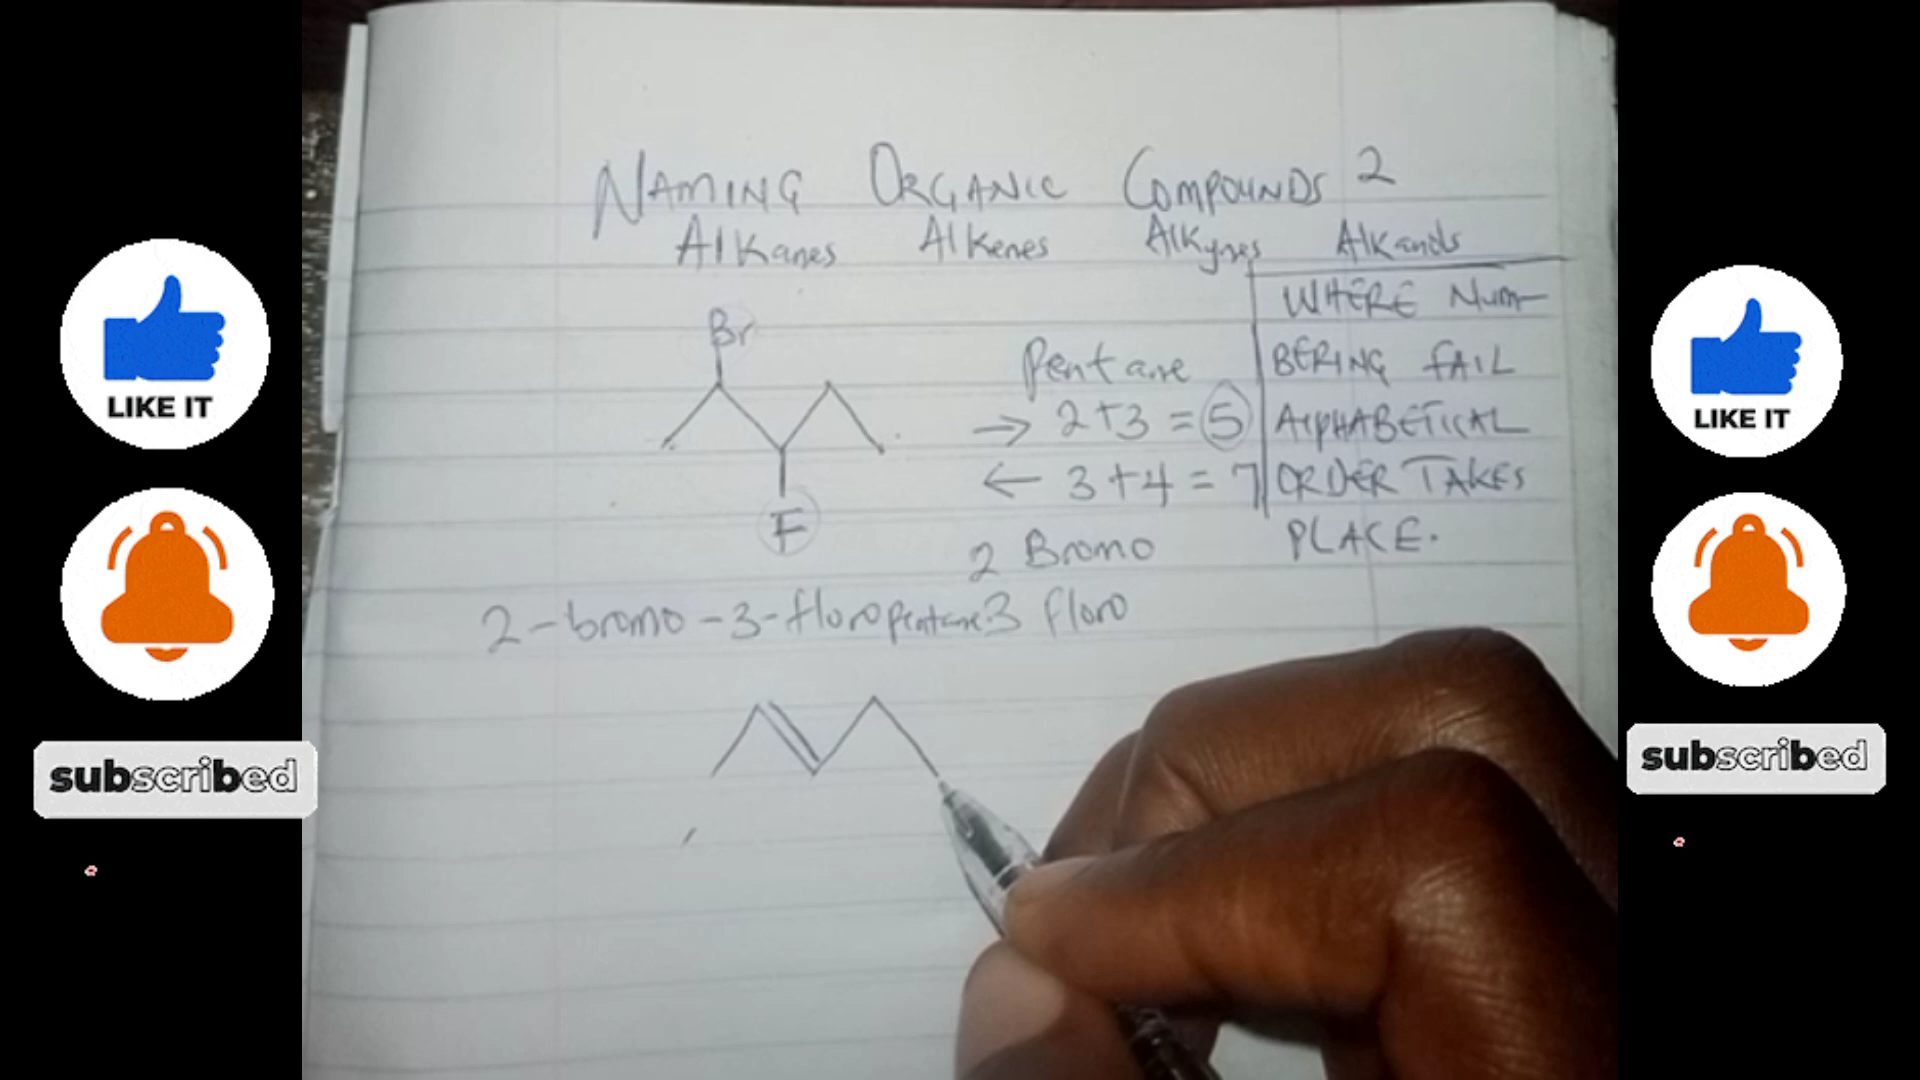 NAMING ORGANIC COMPOUNDS 2
Alkanes Alkenes Alkynes Alkanols
WHERE NUM-
BERING FAIL
ALPHABETICAL
ORDER TAKES
PLACE.
Br
F
Pentane
→ 2+3 = 5
← 3+4 = 7
2 Bromo
3 floro
2-bromo-3-floropentane
LIKE IT
subscribed
LIKE IT
subscribed